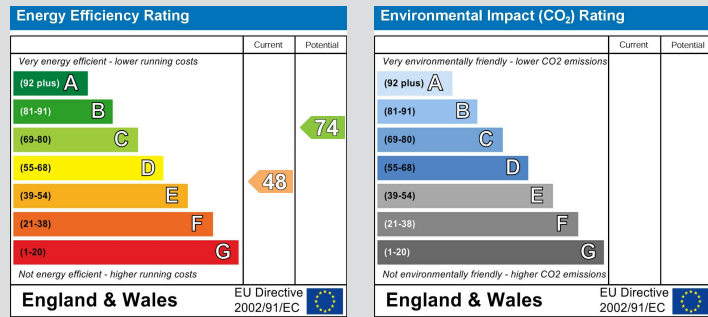 Energy Efficiency Rating
Current Potential
Very energy efficient - lower running costs
(92 plus) A
(81-91) B
(69-80) C
(55-68) D
(39-54) E
(21-38) F
(1-20) G
48
74
Not energy efficient - higher running costs
England & Wales
EU Directive
2002/91/EC
Environmental Impact (CO₂) Rating
Current Potential
Very environmentally friendly - lower CO2 emissions
(92 plus) A
(81-91) B
(69-80) C
(55-68) D
(39-54) E
(21-38) F
(1-20) G
Not environmentally friendly - higher CO2 emissions
England & Wales
EU Directive
2002/91/EC